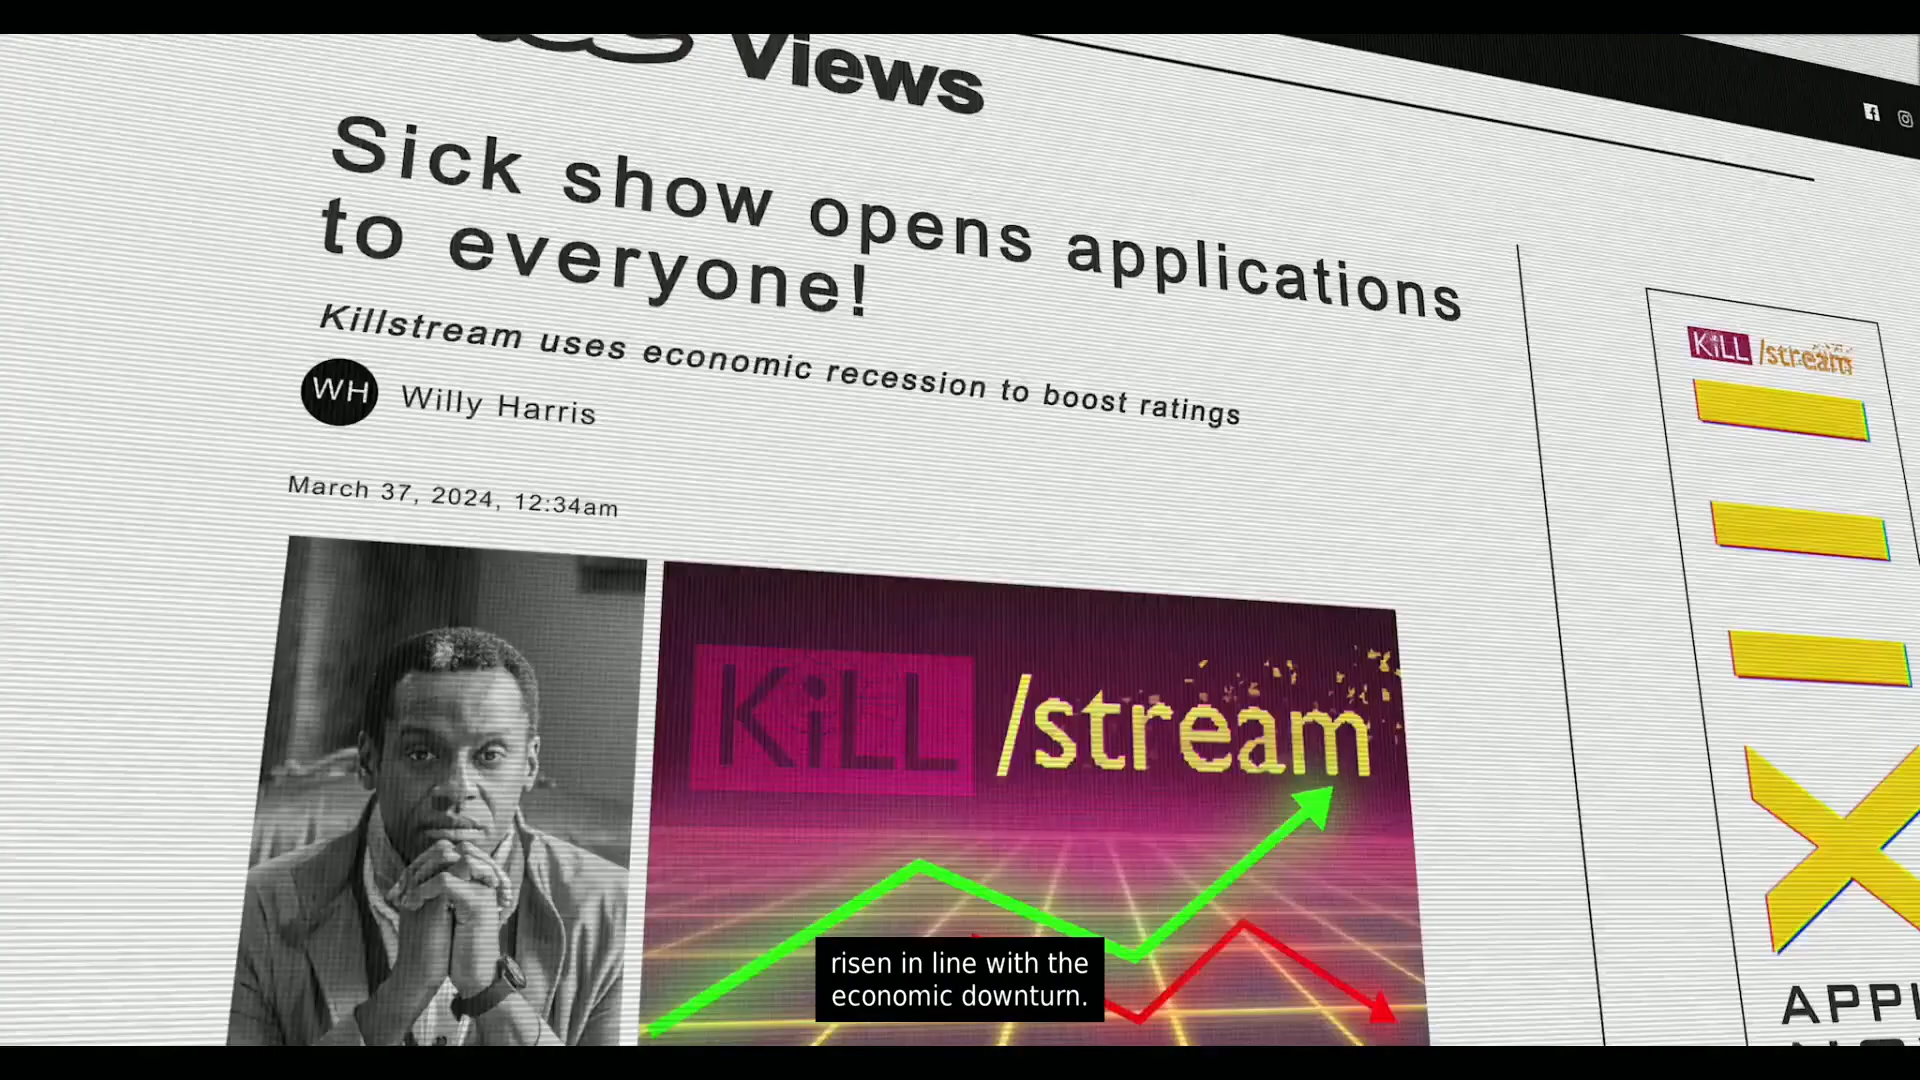 Views
Sick show opens applications
to everyone!
Killstream uses economic recession to boost ratings
WH Willy Harris
March 37, 2024, 12:34am
KiLL /stream
KiLL /stream
risen in line with the
economic downturn.